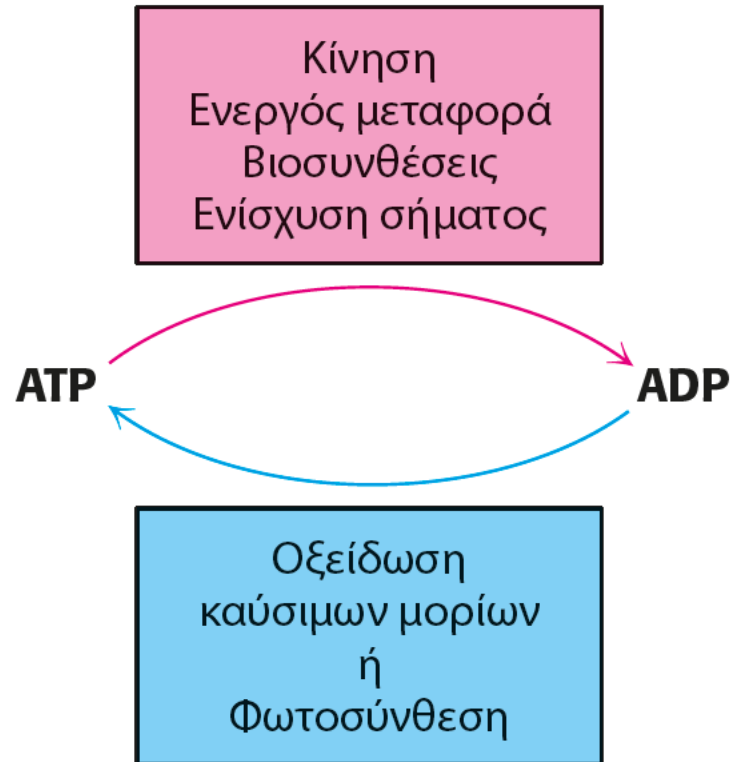 Κίνηση
Ενεργός μεταφορά
Βιοσυνθέσεις
Ενίσχυση σήματος
ATP
ADP
Οξείδωση
καύσιμων μορίων
ή
Φωτοσύνθεση